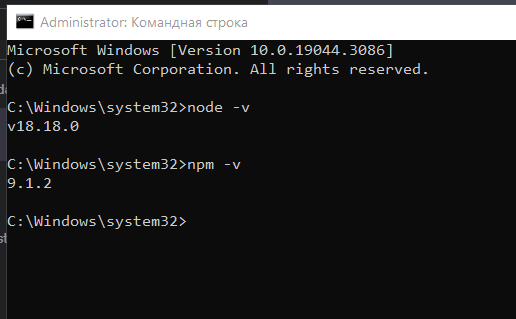 Administrator: Командная строка
Microsoft Windows [Version 10.0.19044.3086]
(c) Microsoft Corporation. All rights reserved.
C:\Windows\system32>node -v
v18.18.0
C:\Windows\system32>npm -v
9.1.2
C:\Windows\system32>